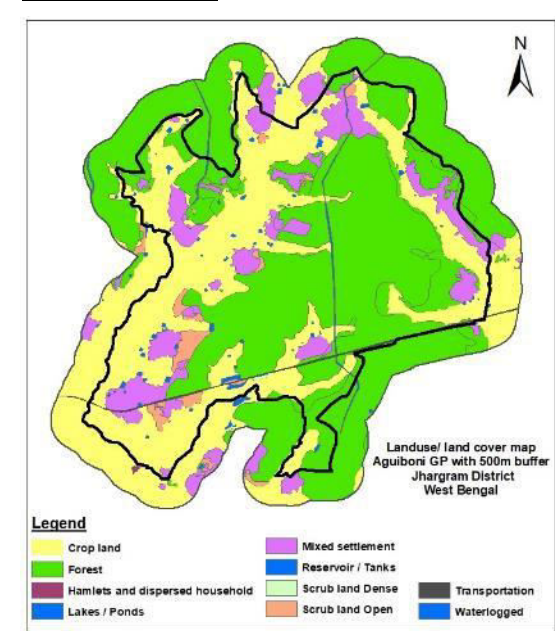 N
Landuse/ land cover map
Aguiboni GP with 500m buffer
Jhargram District
West Bengal
Legend
Crop land
Forest
Hamlets and dispersed household
Lakes / Ponds
Mixed settlement
Reservoir / Tanks
Scrub land Dense
Scrub land Open
Transportation
Waterlogged